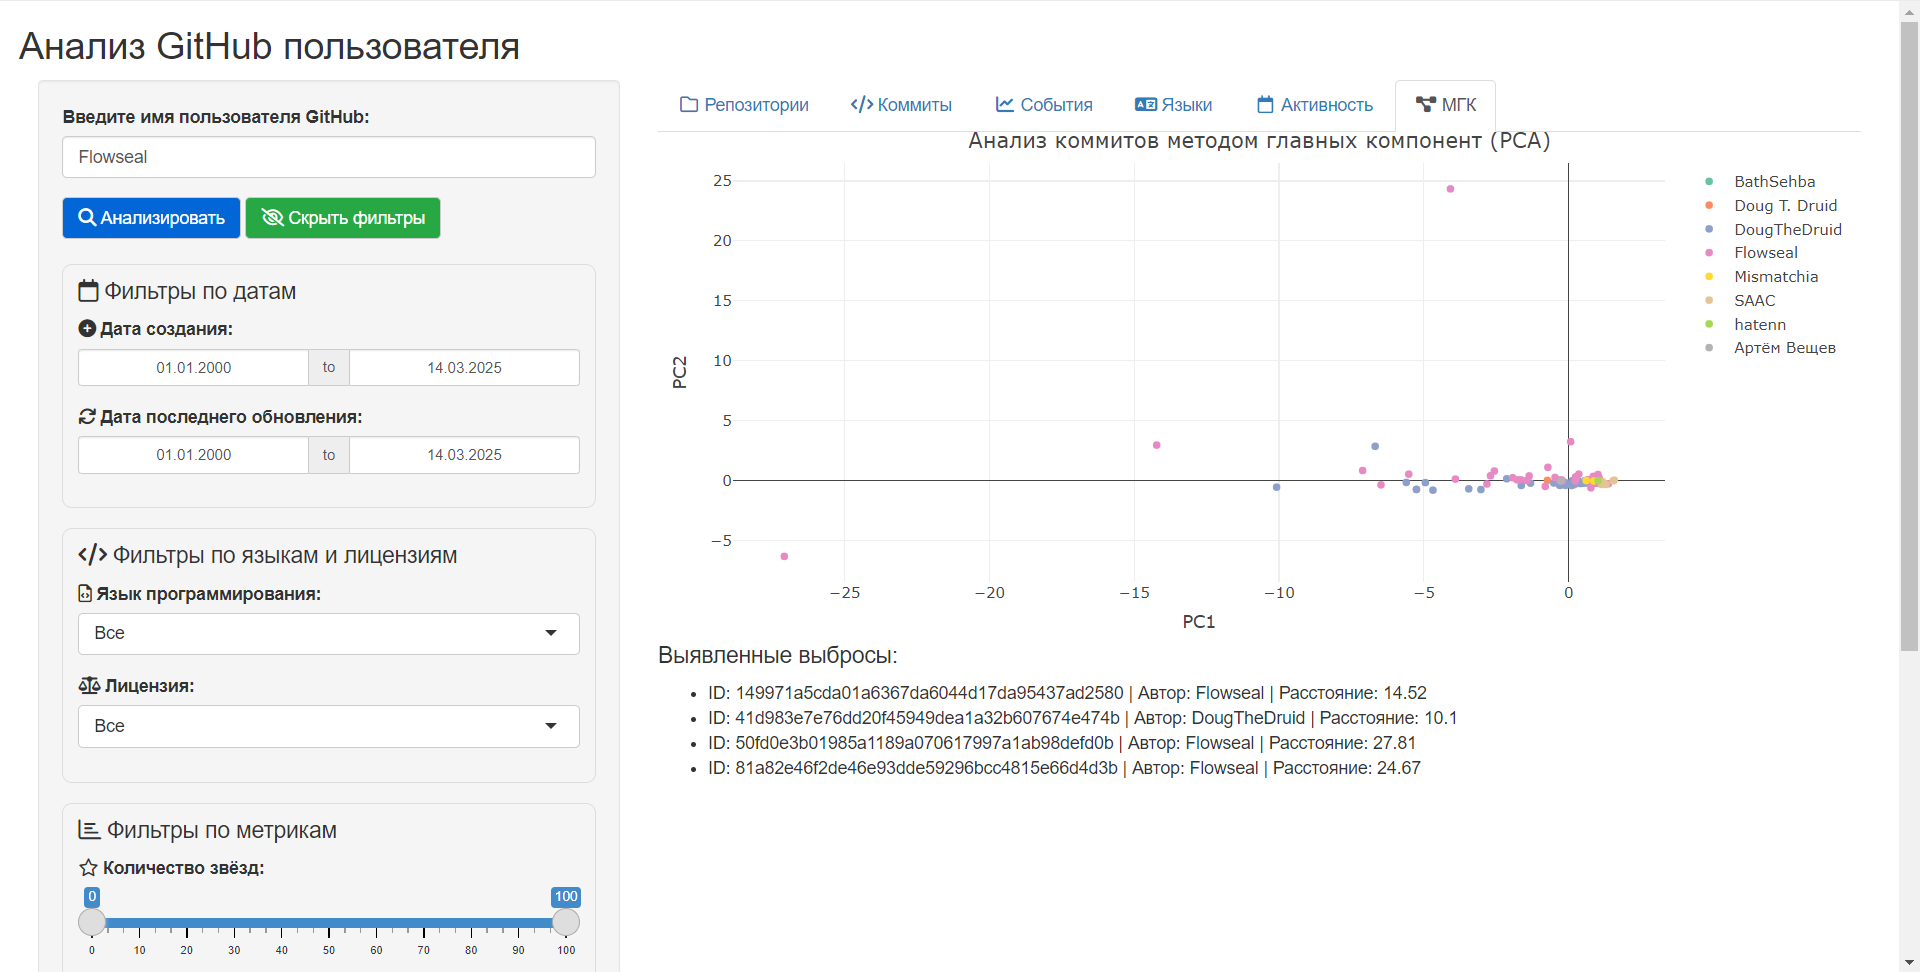 Анализ GitHub пользователя
Введите имя пользователя GitHub:
Flowseal
Анализировать
Скрыть фильтры
Фильтры по датам
Дата создания:
01.01.2000 to 14.03.2025
Дата последнего обновления:
01.01.2000 to 14.03.2025
Фильтры по языкам и лицензиям
Язык программирования:
Все
Лицензия:
Все
Фильтры по метрикам
Количество звёзд:
0 100
0 10 20 30 40 50 60 70 80 90 100
Репозитории Коммиты События Языки Активность МГК
Анализ коммитов методом главных компонент (PCA)
25
20
15
10
5
0
−5
PC2
−25 −20 −15 −10 −5 0
PC1
BathSehba
Doug T. Druid
DougTheDruid
Flowseal
Mismatchia
SAAC
hatenn
Артём Вещев
Выявленные выбросы:
ID: 149971a5cda01a6367da6044d17da95437ad2580 | Автор: Flowseal | Расстояние: 14.52
ID: 41d983e7e76dd20f45949dea1a32b607674e474b | Автор: DougTheDruid | Расстояние: 10.1
ID: 50fd0e3b01985a1189a070617997a1ab98defd0b | Автор: Flowseal | Расстояние: 27.81
ID: 81a82e46f2de46e93dde59296bcc4815e66d4d3b | Автор: Flowseal | Расстояние: 24.67